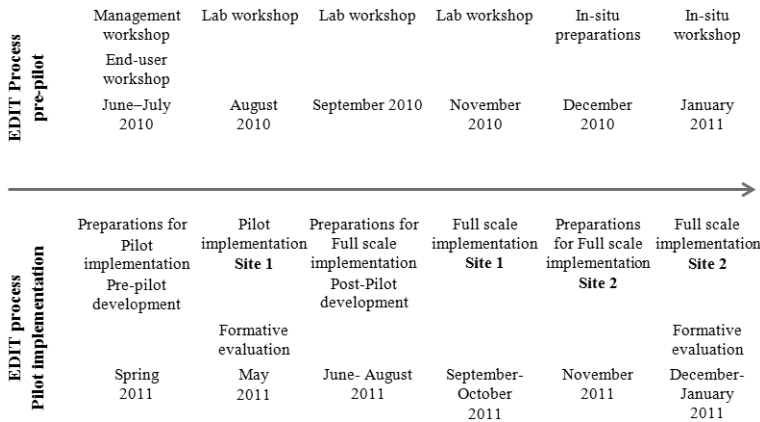 EDIT Process
pre-pilot
Management
workshop
End-user
workshop
June–July
2010
Lab workshop
August
2010
Lab workshop
September 2010
Lab workshop
November
2010
In-situ
preparations
December
2010
In-situ
workshop
January
2011
EDIT process
Pilot implementation
Preparations for
Pilot
implementation
Pre-pilot
development
Spring
2011
Pilot
implementation
Site 1
Formative
evaluation
May
2011
Preparations for
Full scale
implementation
Post-Pilot
development
June- August
2011
Full scale
implementation
Site 1
September-
October
2011
Preparations
for Full scale
implementation
Site 2
November
2011
Full scale
implementation
Site 2
Formative
evaluation
December-
January
2011